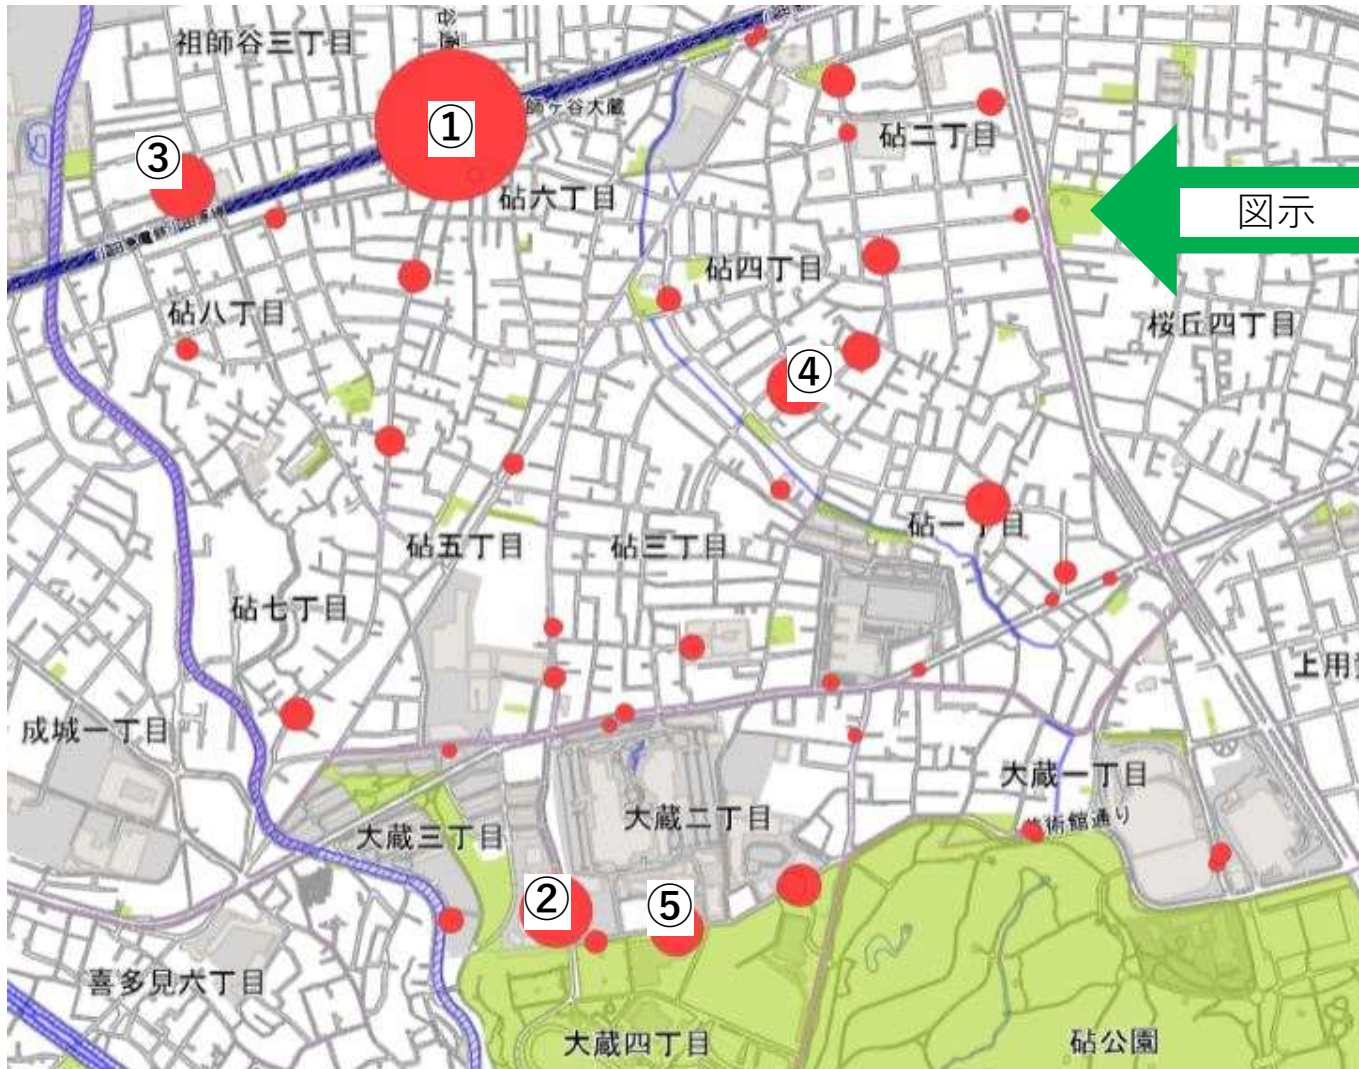 祖師谷三丁目
①
師ヶ谷大蔵
③
砧二丁目
図示
砧六丁目
砧四丁目
砧八丁目
桜丘四丁目
④
砧一丁目
砧五丁目
砧三丁目
砧七丁目
上用
成城一丁目
大蔵一丁目
大蔵二丁目
大蔵三丁目
術館通り
②
⑤
喜多見六丁目
大蔵四丁目
砧公園